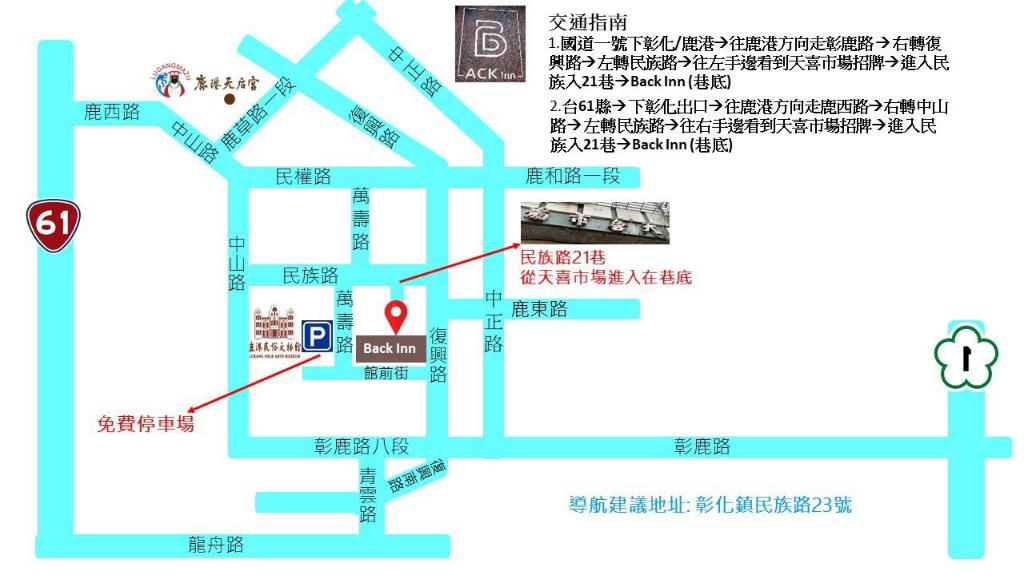 交通指南
1.國道一號下彰化/鹿港→往鹿港方向走彰鹿路→右轉復
興路→左轉民族路→往左手邊看到天喜市場招牌→進入民
族入21巷→Back Inn (巷底)
2.台61縣→下彰化出口→往鹿港方向走鹿西路→右轉中山
路→左轉民族路→往右手邊看到天喜市場招牌→進入民
族入21巷→Back Inn (巷底)
B
ACK Inn
中正路
LUGANGMAZU
鹿港天后宮
鹿西路
中山路
鹿草路一段
復興路
民權路
鹿和路一段
萬壽路
61
中山路
場市喜天
民族路21巷
從天喜市場進入在巷底
民族路
萬壽路
中正路
鹿東路
鹿港民俗文物館
LUKANG FOLK ARTS MUSEUM
P
Back Inn
復興路
1
館前街
免費停車場
彰鹿路八段
彰鹿路
青雲路
復興南路
導航建議地址: 彰化鎮民族路23號
龍舟路